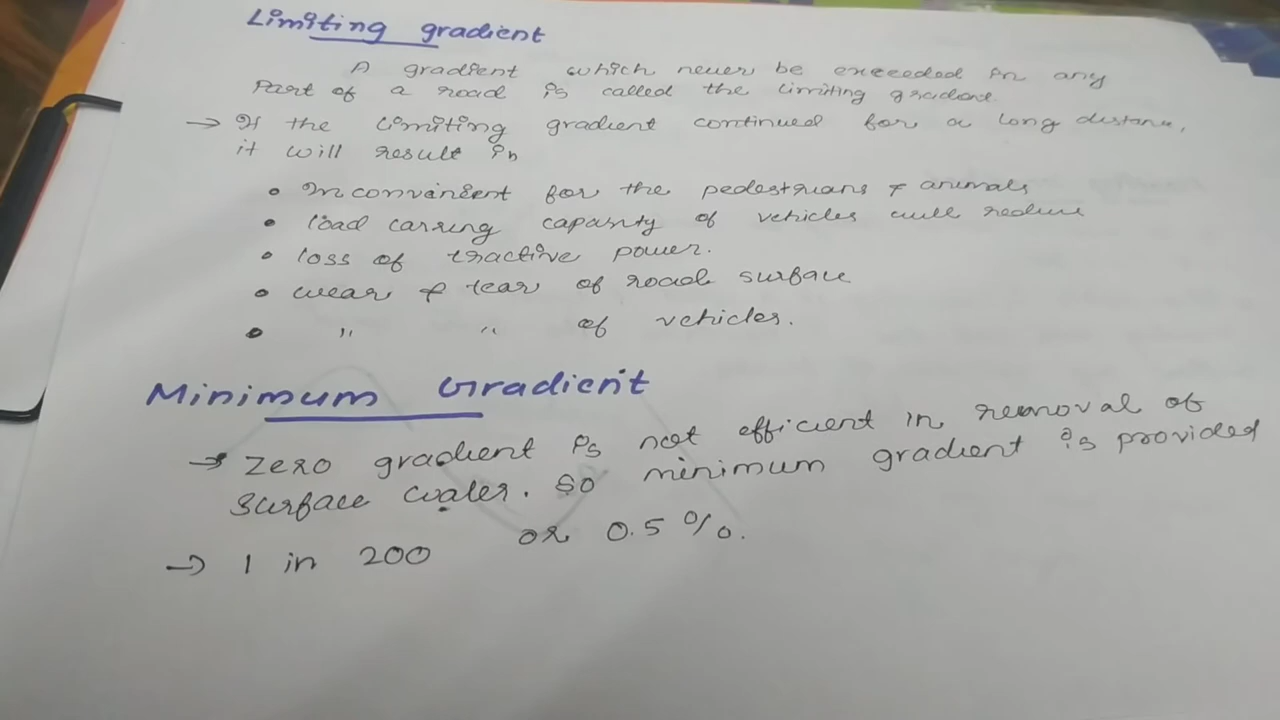 Limiting gradient
A gradient which never be exceeded in any
Part of a road is called the limiting gradient.
→ If the limiting gradient continued for a long distance,
it will result in
• Inconvinient for the pedestrians & animals
• load carring capasity of vehicles will reduce
• loss of tractive power.
• wear & tear of road surface
• " " of vehicles.
Minimum Gradient
→ Zero gradient is not efficient in removal of
surface water. so minimum gradient is provided
→ 1 in 200 or 0.5 %.